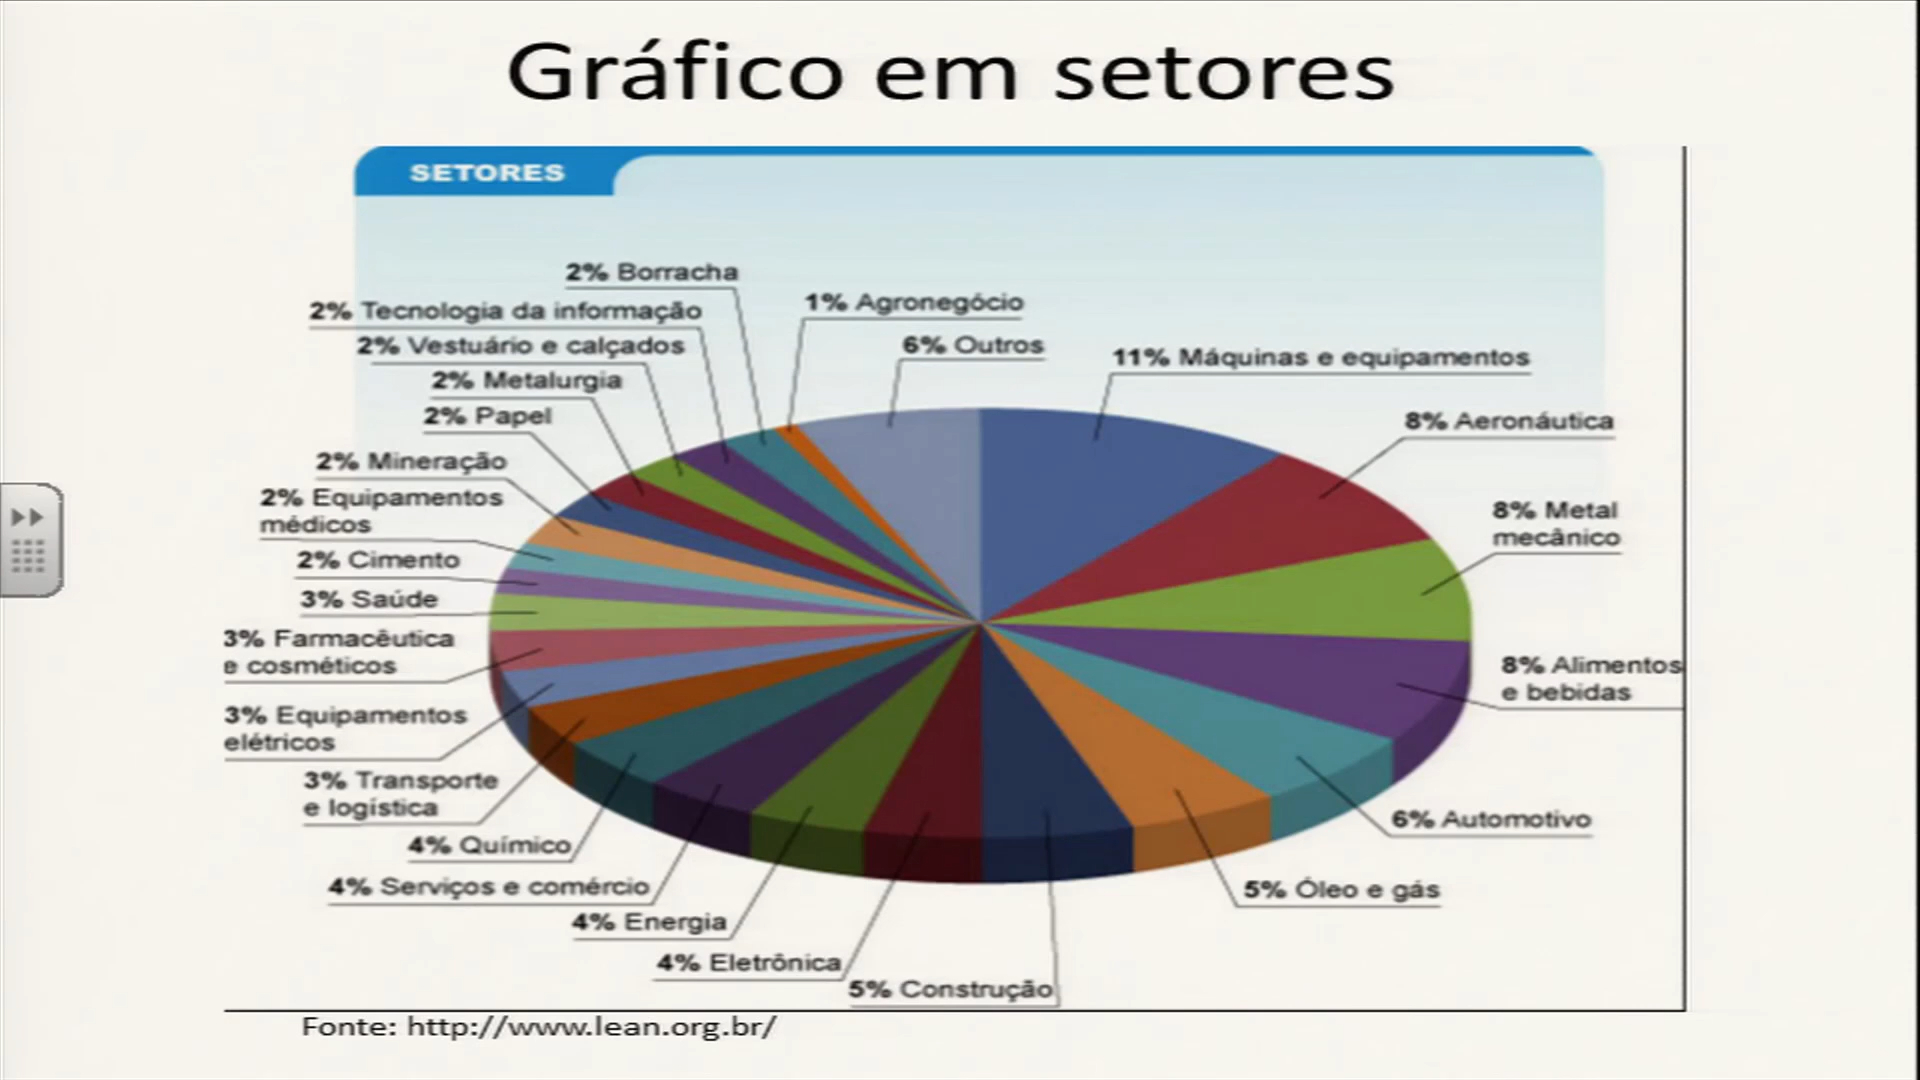 Gráfico em setores
SETORES
2% Borracha
1% Agronegócio
2% Tecnologia da informação
6% Outros
2% Vestuário e calçados
11% Máquinas e equipamentos
2% Metalurgia
2% Papel
8% Aeronáutica
2% Mineração
2% Equipamentos
médicos
8% Metal
mecânico
2% Cimento
3% Saúde
3% Farmacêutica
e cosméticos
8% Alimentos
e bebidas
3% Equipamentos
elétricos
3% Transporte
e logística
6% Automotivo
4% Químico
4% Serviços e comércio
5% Óleo e gás
4% Energia
4% Eletrônica
5% Construção
Fonte: http://www.lean.org.br/